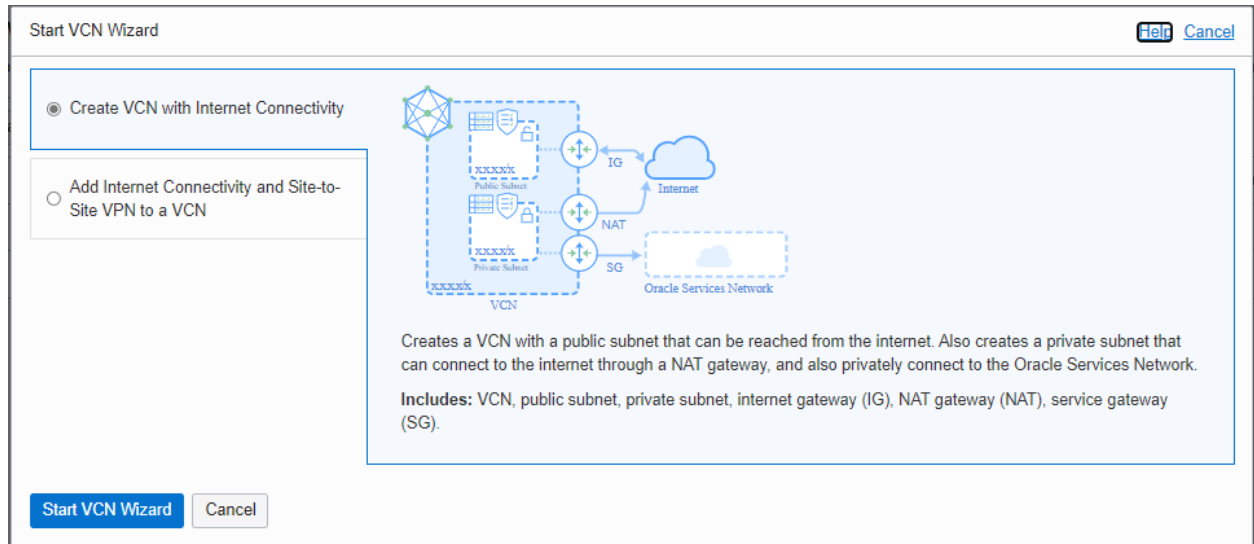 Start VCN Wizard
Help Cancel
Create VCN with Internet Connectivity
Add Internet Connectivity and Site-to-
Site VPN to a VCN
xxxx/x
Public Subnet
IG
Internet
NAT
xxxx/x
Private Subnet
SG
xxxx/x
Oracle Services Network
VCN
Creates a VCN with a public subnet that can be reached from the internet. Also creates a private subnet that
can connect to the internet through a NAT gateway, and also privately connect to the Oracle Services Network.
Includes: VCN, public subnet, private subnet, internet gateway (IG), NAT gateway (NAT), service gateway
(SG).
Start VCN Wizard
Cancel